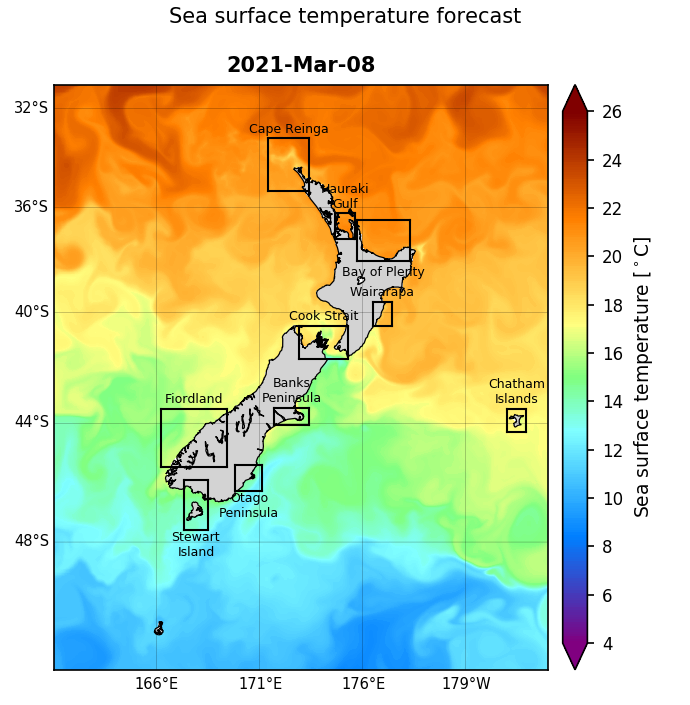 Sea surface temperature forecast
2021-Mar-08
32°S
36°S
40°S
44°S
48°S
166°E
171°E
176°E
179°W
Cape Reinga
Hauraki
Gulf
Bay of Plenty
Wairarapa
Cook Strait
Banks
Peninsula
Fiordland
Chatham
Islands
Otago
Peninsula
Stewart
Island
26
24
22
20
18
16
14
12
10
8
6
4
Sea surface temperature [°C]